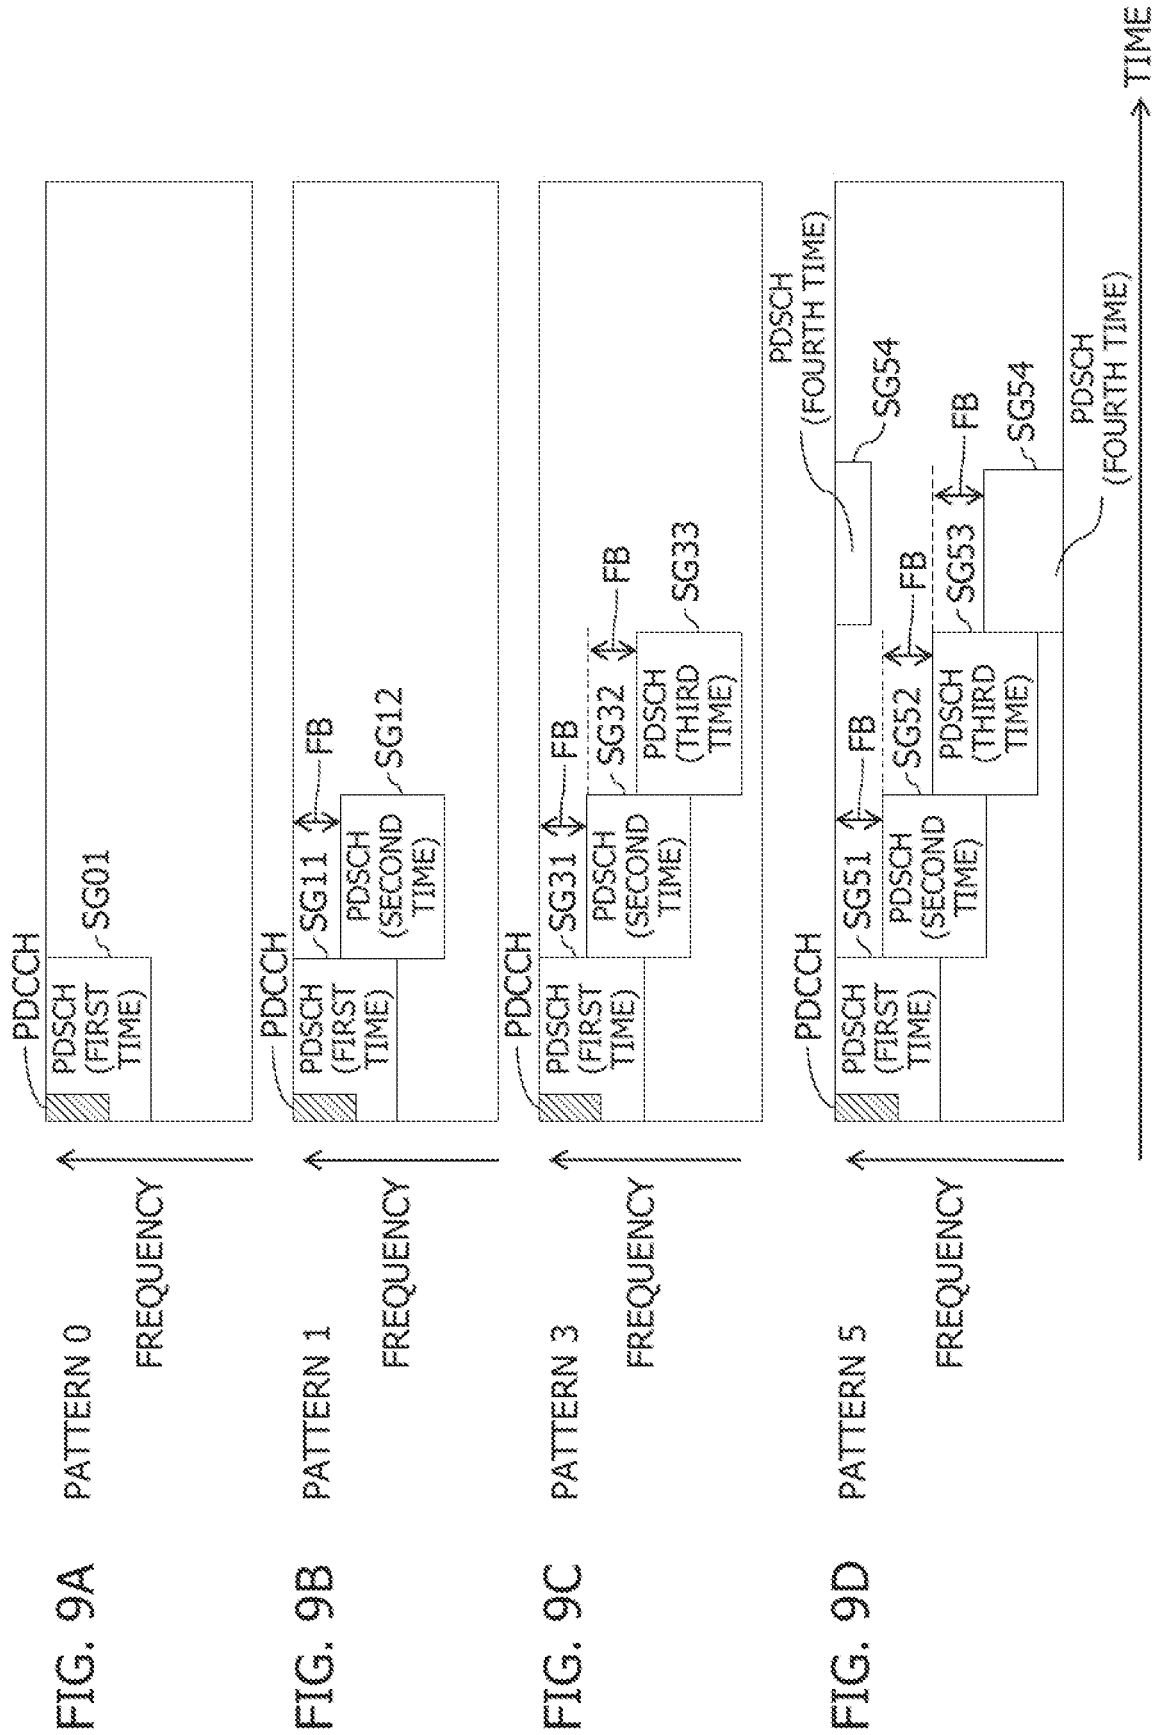 FIG. 9A
PATTERN 0
FREQUENCY
PDCCH
PDSCH
(FIRST
TIME)
SG01
FIG. 9B
PATTERN 1
FREQUENCY
PDCCH
PDSCH
(FIRST
TIME)
SG11
FB
PDSCH
(SECOND
TIME)
SG12
FIG. 9C
PATTERN 3
FREQUENCY
PDCCH
PDSCH
(FIRST
TIME)
SG31
FB
PDSCH
(SECOND
TIME)
SG32
FB
PDSCH
(THIRD
TIME)
SG33
FIG. 9D
PATTERN 5
FREQUENCY
PDCCH
PDSCH
(FIRST
TIME)
SG51
FB
PDSCH
(SECOND
TIME)
SG52
FB
PDSCH
(THIRD
TIME)
SG53
FB
PDSCH
(FOURTH TIME)
SG54
SG54
PDSCH
(FOURTH TIME)
TIME